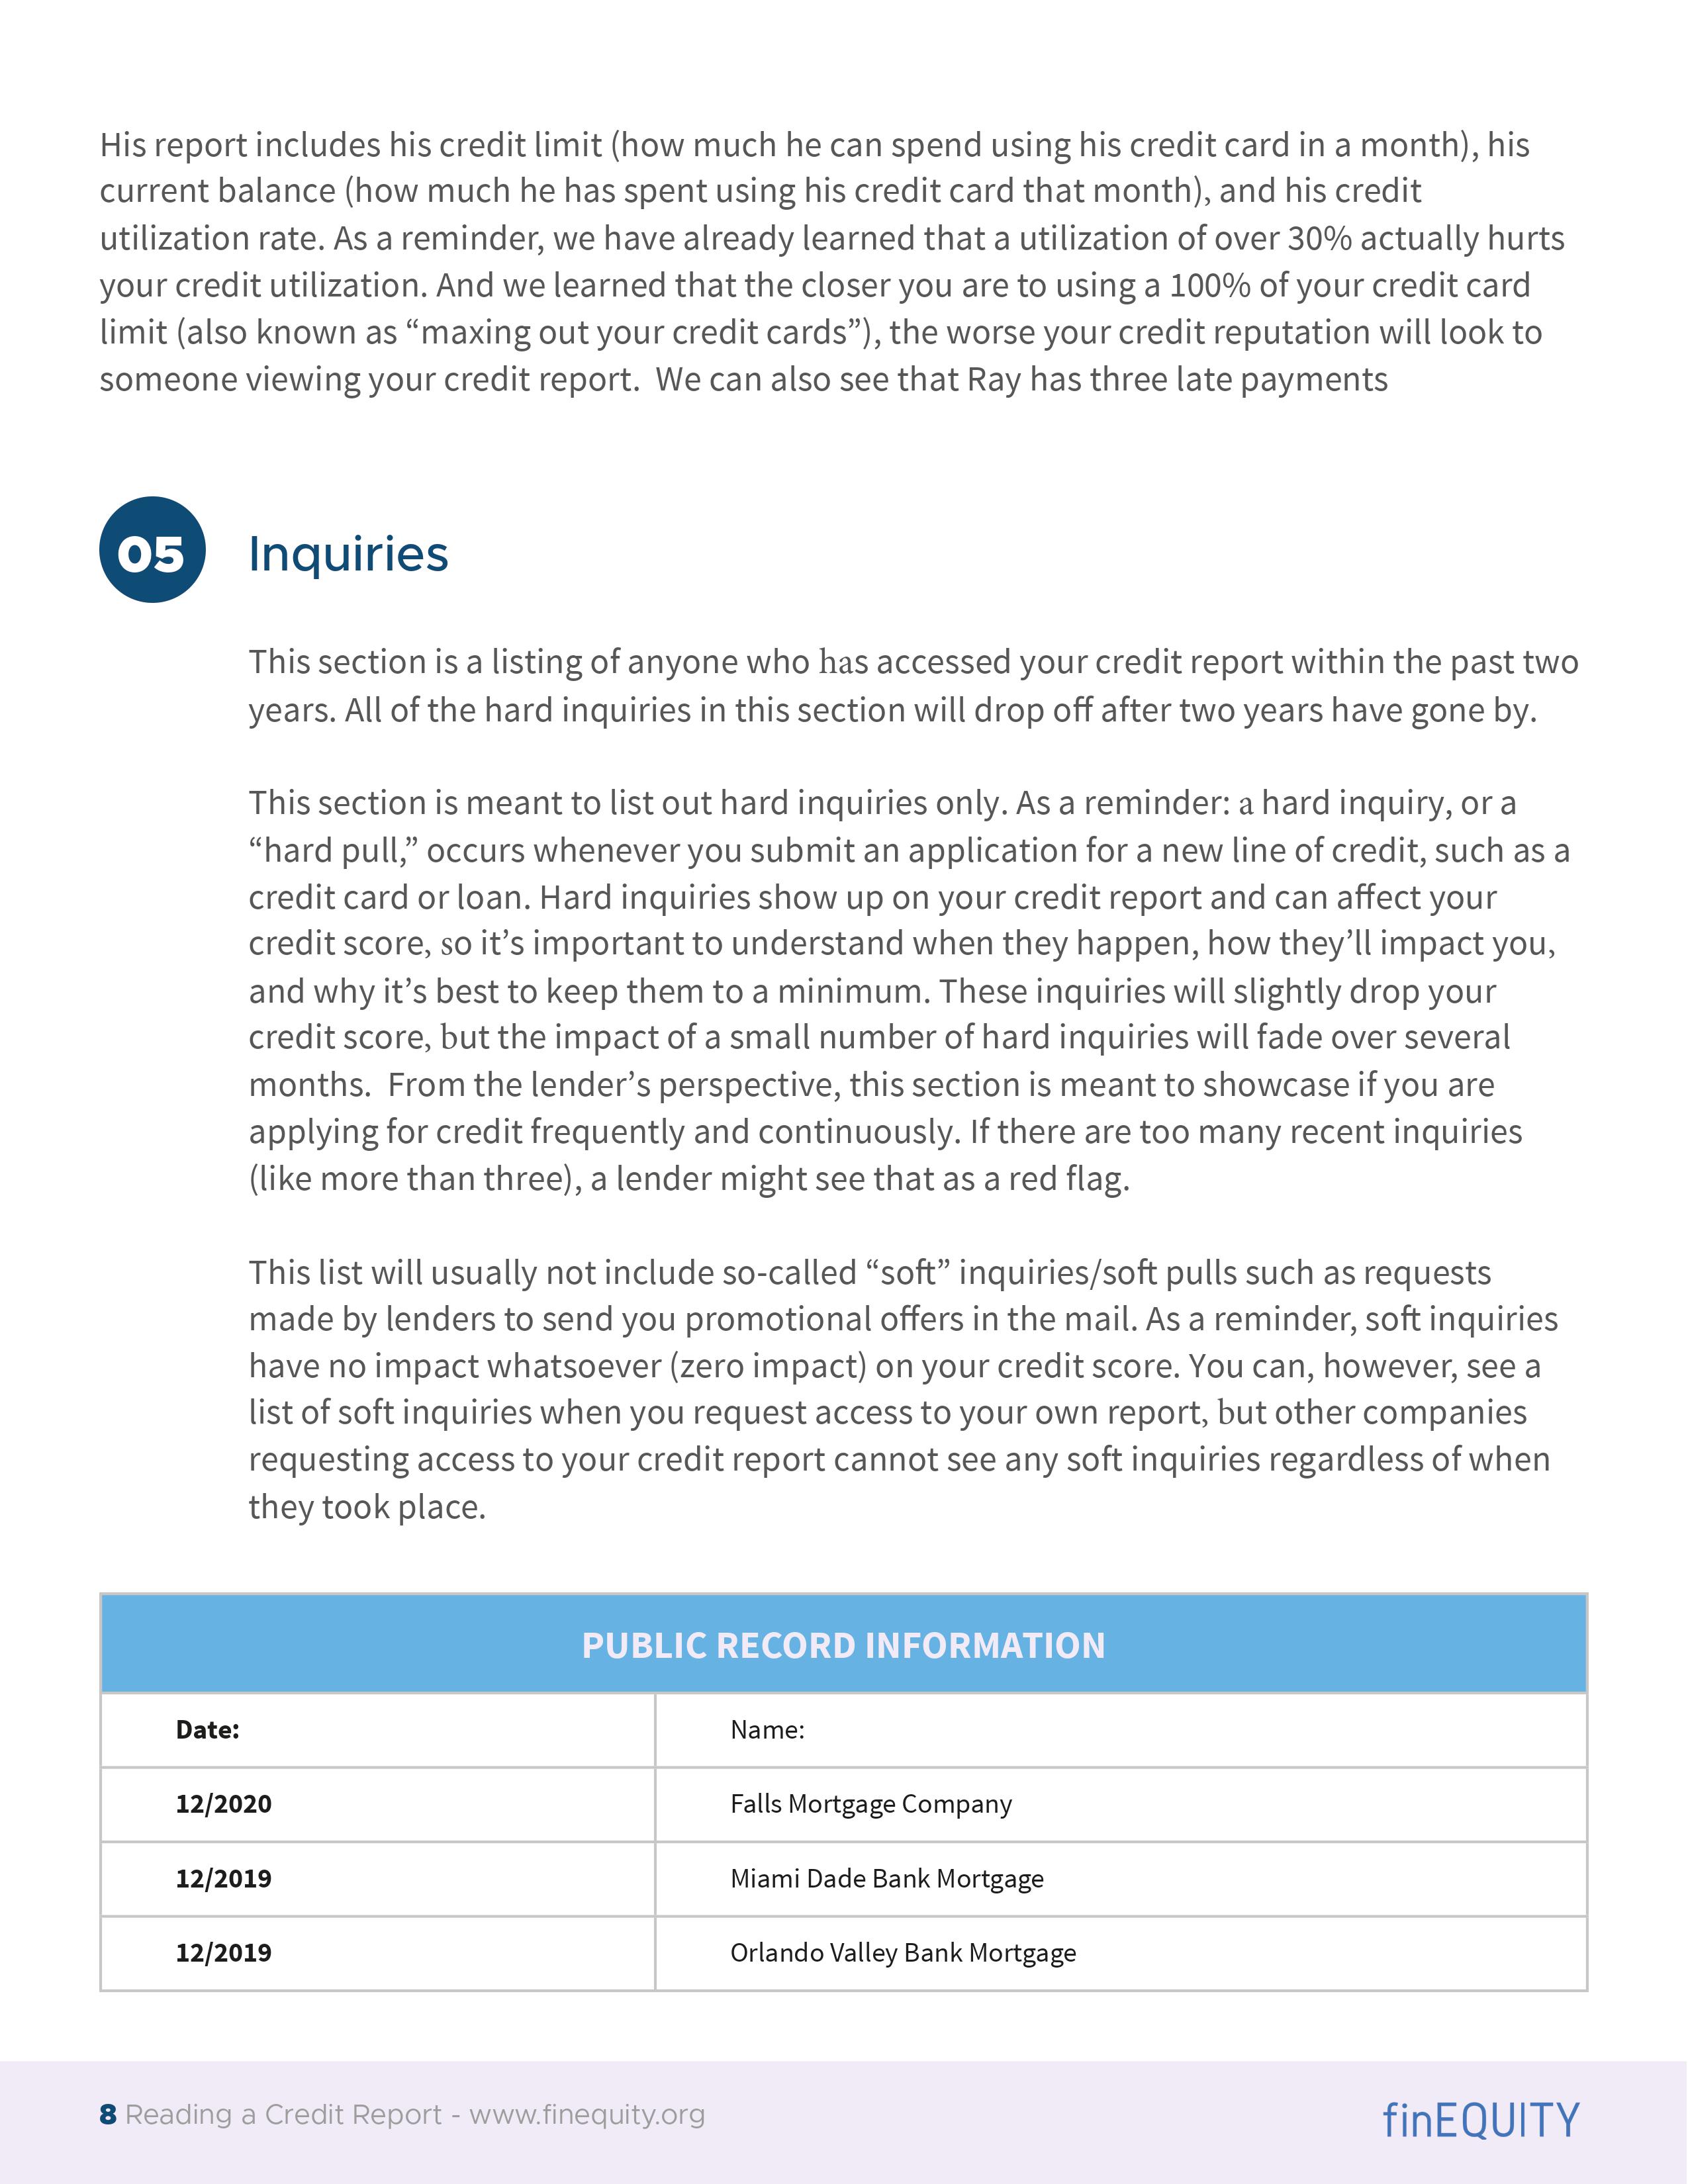 His report includes his credit limit (how much he can spend using his credit card in a month), his
current balance (how much he has spent using his credit card that month), and his credit
utilization rate. As a reminder, we have already learned that a utilization of over 30% actually hurts
your credit utilization. And we learned that the closer you are to using a 100% of your credit card
limit (also known as “maxing out your credit cards”), the worse your credit reputation will look to
someone viewing your credit report.  We can also see that Ray has three late payments
05 Inquiries
This section is a listing of anyone who has accessed your credit report within the past two
years. All of the hard inquiries in this section will drop off after two years have gone by.
This section is meant to list out hard inquiries only. As a reminder: a hard inquiry, or a
“hard pull,” occurs whenever you submit an application for a new line of credit, such as a
credit card or loan. Hard inquiries show up on your credit report and can affect your
credit score, so it’s important to understand when they happen, how they’ll impact you,
and why it’s best to keep them to a minimum. These inquiries will slightly drop your
credit score, but the impact of a small number of hard inquiries will fade over several
months.  From the lender’s perspective, this section is meant to showcase if you are
applying for credit frequently and continuously. If there are too many recent inquiries
(like more than three), a lender might see that as a red flag.
This list will usually not include so-called “soft” inquiries/soft pulls such as requests
made by lenders to send you promotional offers in the mail. As a reminder, soft inquiries
have no impact whatsoever (zero impact) on your credit score. You can, however, see a
list of soft inquiries when you request access to your own report, but other companies
requesting access to your credit report cannot see any soft inquiries regardless of when
they took place.
PUBLIC RECORD INFORMATION
Date: Name:
12/2020 Falls Mortgage Company
12/2019 Miami Dade Bank Mortgage
12/2019 Orlando Valley Bank Mortgage
8 Reading a Credit Report - www.finequity.org finEQUITY